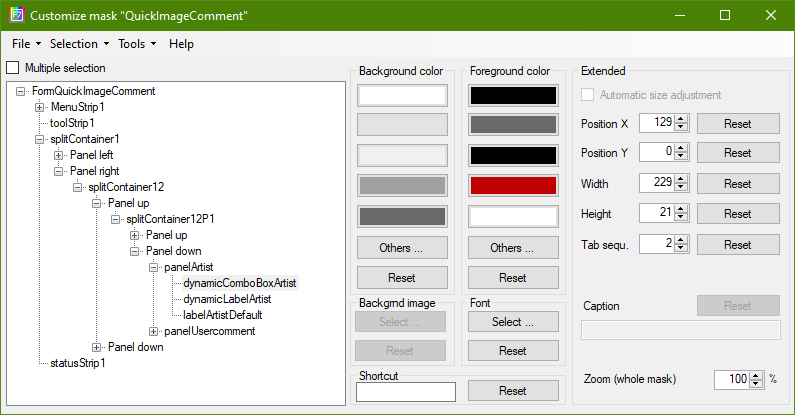 Customize mask "QuickImageComment"
File Selection Tools Help
Multiple selection
FormQuickImageComment
MenuStrip1
toolStrip1
splitContainer1
Panel left
Panel right
splitContainer12
Panel up
splitContainer12P1
Panel up
Panel down
panelArtist
dynamicComboBoxArtist
dynamicLabelArtist
labelArtistDefault
panelUsercomment
Panel down
statusStrip1
Background color
Others ...
Reset
Foreground color
Others ...
Reset
Backgrnd image
Select ...
Reset
Font
Select ...
Reset
Shortcut
Reset
Extended
Automatic size adjustment
Position X 129 Reset
Position Y 0 Reset
Width 229 Reset
Height 21 Reset
Tab sequ. 2 Reset
Caption Reset
Zoom (whole mask) 100 %